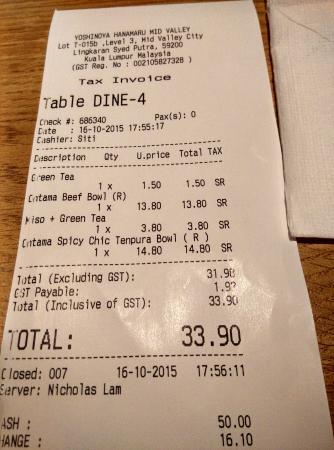 YOSHINOYA HANAMARU MID VALLEY
Lot T-015b ,Level 3, Mid Valley City
Lingkaran Syed Putra, 59200
Kuala Lumpur Malaysia
(GST Reg. No : 002105827328 )
Tax Invoice
Table DINE-4
Check #: 686340 Pax(s): 0
Date : 16-10-2015 17:55:17
Cashier: Siti
Description Qty U.price Total TAX
Green Tea
1 x 1.50 1.50 SR
Ontama Beef Bowl (R)
1 x 13.80 13.80 SR
Miso + Green Tea
1 x 3.80 3.80 SR
Ontama Spicy Chic Tenpura Bowl ( R )
1 x 14.80 14.80 SR
Total (Excluding GST): 31.98
GST Payable: 1.92
Total (Inclusive of GST): 33.90
TOTAL: 33.90
Closed: 007 16-10-2015 17:56:11
Server: Nicholas Lam
ASH : 50.00
HANGE : 16.10